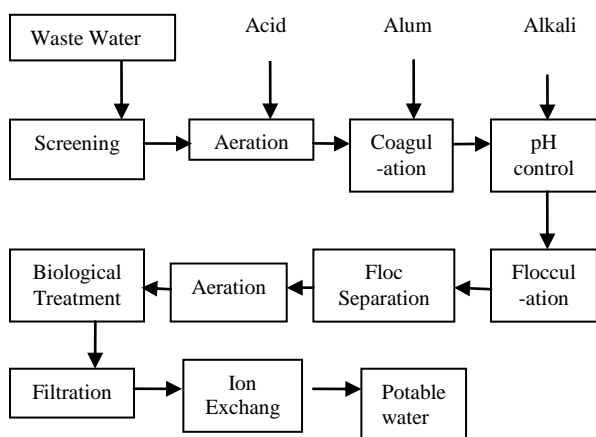 Waste Water
Acid
Alum
Alkali
Screening
Aeration
Coagul
-ation
pH
control
Biological
Treatment
Aeration
Floc
Separation
Floccul
-ation
Filtration
Ion
Exchang
Potable
water